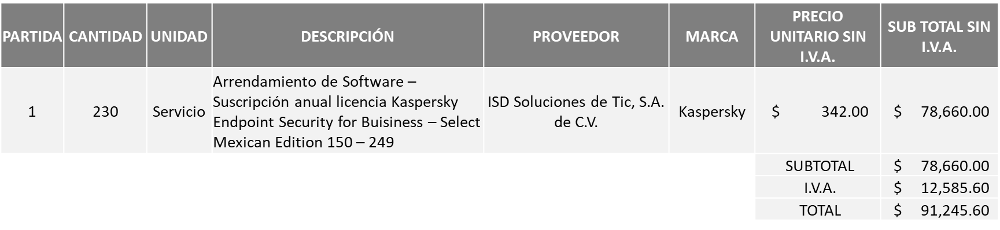 PARTIDA CANTIDAD UNIDAD DESCRIPCIÓN PROVEEDOR MARCA PRECIO UNITARIO SIN I.V.A. SUB TOTAL SIN I.V.A.
1 230 Servicio Arrendamiento de Software –
Suscripción anual licencia Kaspersky
Endpoint Security for Buisiness – Select
Mexican Edition 150 – 249
ISD Soluciones de Tic, S.A.
de C.V.
Kaspersky $ 342.00 $ 78,660.00
SUBTOTAL $ 78,660.00
I.V.A. $ 12,585.60
TOTAL $ 91,245.60